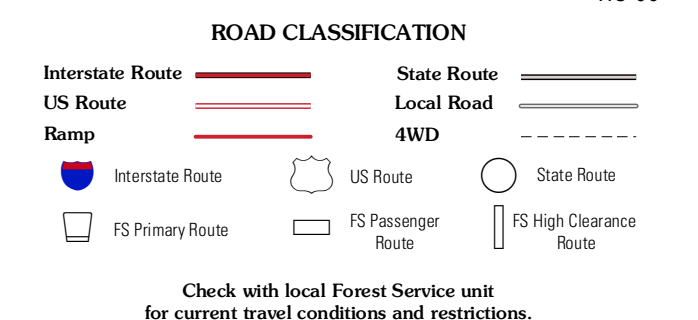 ROAD CLASSIFICATION
Interstate Route
State Route
US Route
Local Road
Ramp
4WD
Interstate Route
US Route
State Route
FS Primary Route
FS Passenger
Route
FS High Clearance
Route
Check with local Forest Service unit
for current travel conditions and restrictions.